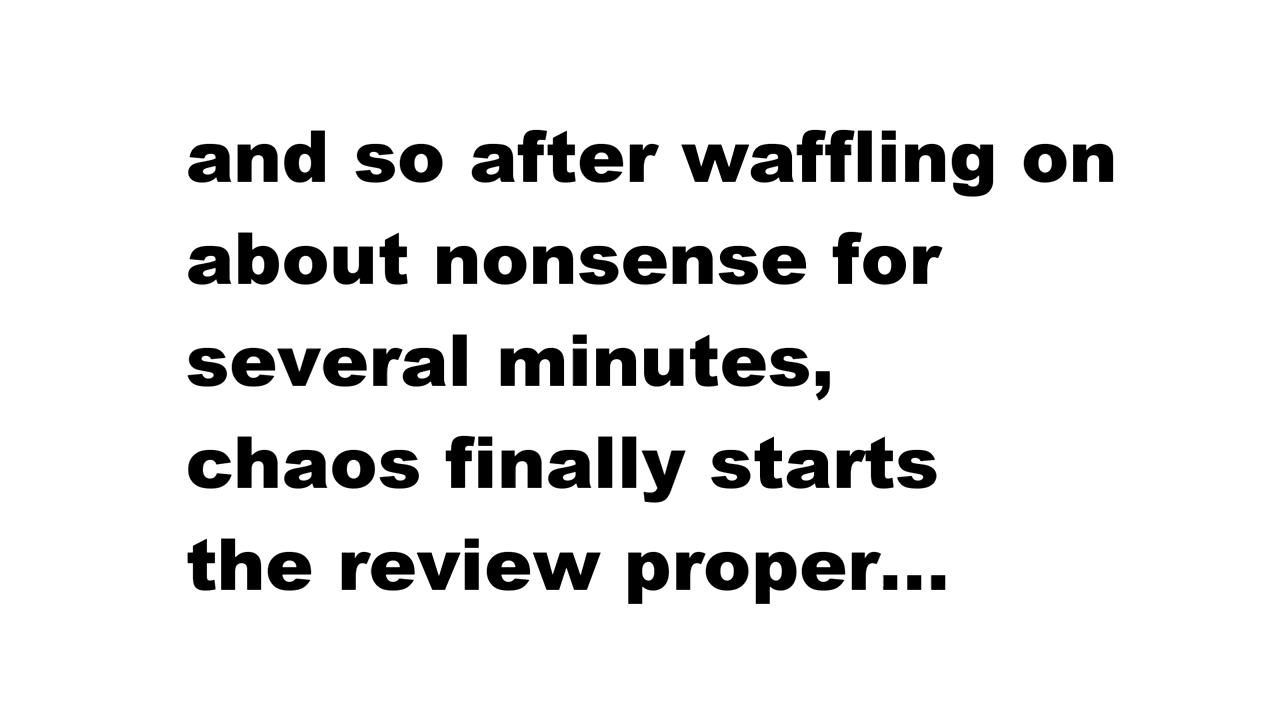 and so after waffling on
about nonsense for
several minutes,
chaos finally starts
the review proper...